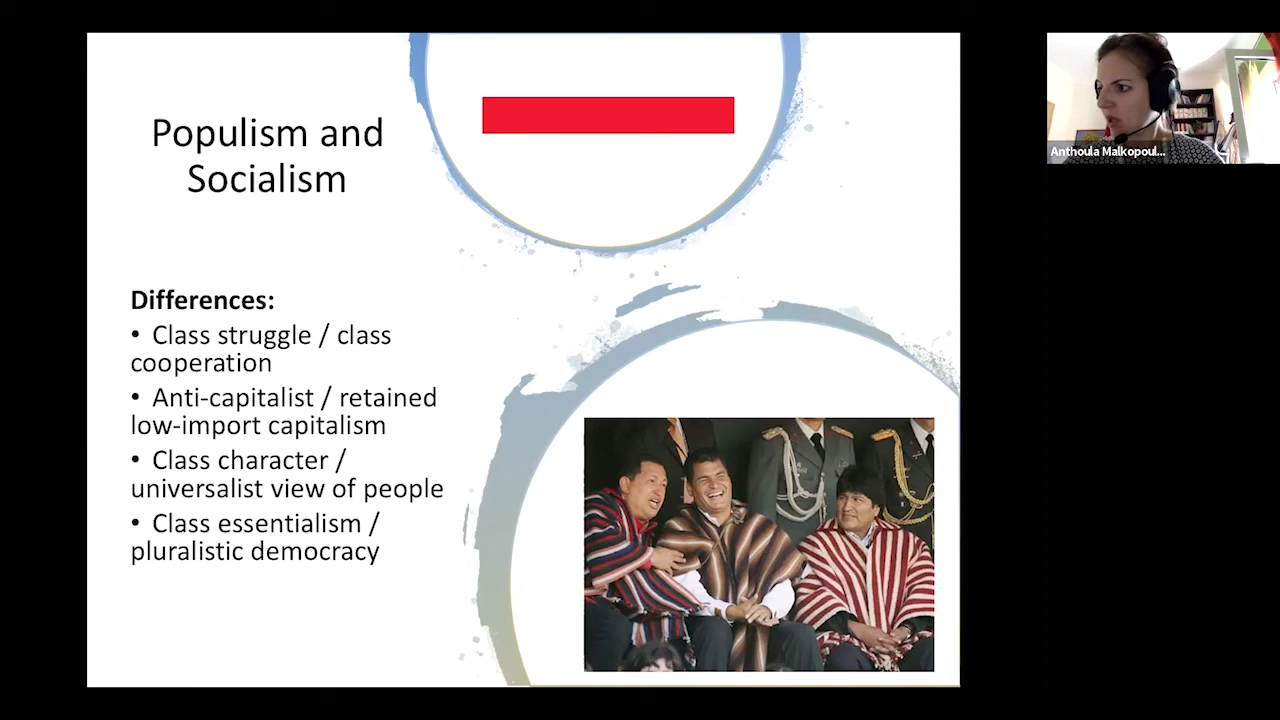 Populism and
Socialism
Differences:
• Class struggle / class
cooperation
• Anti-capitalist / retained
low-import capitalism
• Class character /
universalist view of people
• Class essentialism /
pluralistic democracy
Anthoula Malkopoul...